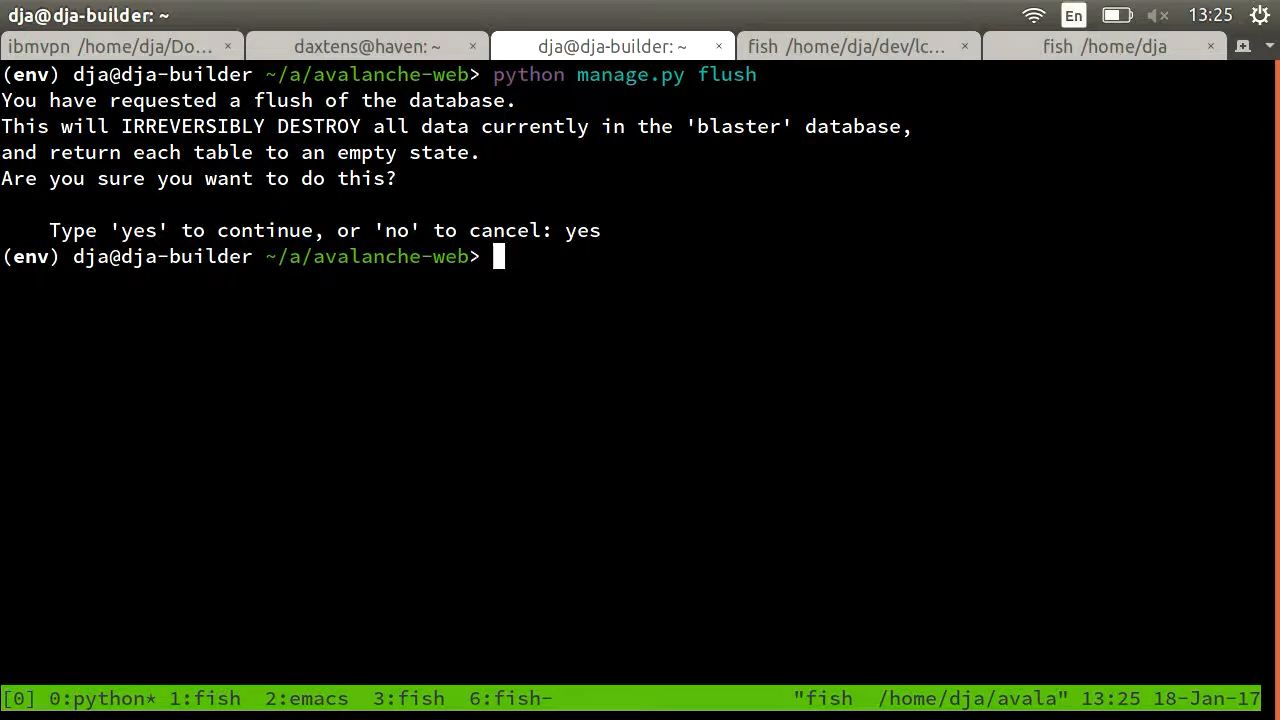 dja@dja-builder: ~
En
13:25
ibmvpn /home/dja/Do... ×
daxtens@haven: ~ ×
dja@dja-builder: ~ ×
fish /home/dja/dev/lc... ×
fish /home/dja ×
(env) dja@dja-builder ~/a/avalanche-web> python manage.py flush
You have requested a flush of the database.
This will IRREVERSIBLY DESTROY all data currently in the 'blaster' database,
and return each table to an empty state.
Are you sure you want to do this?
Type 'yes' to continue, or 'no' to cancel: yes
(env) dja@dja-builder ~/a/avalanche-web>
[0] 0:python* 1:fish 2:emacs 3:fish 6:fish- "fish /home/dja/avala" 13:25 18-Jan-17